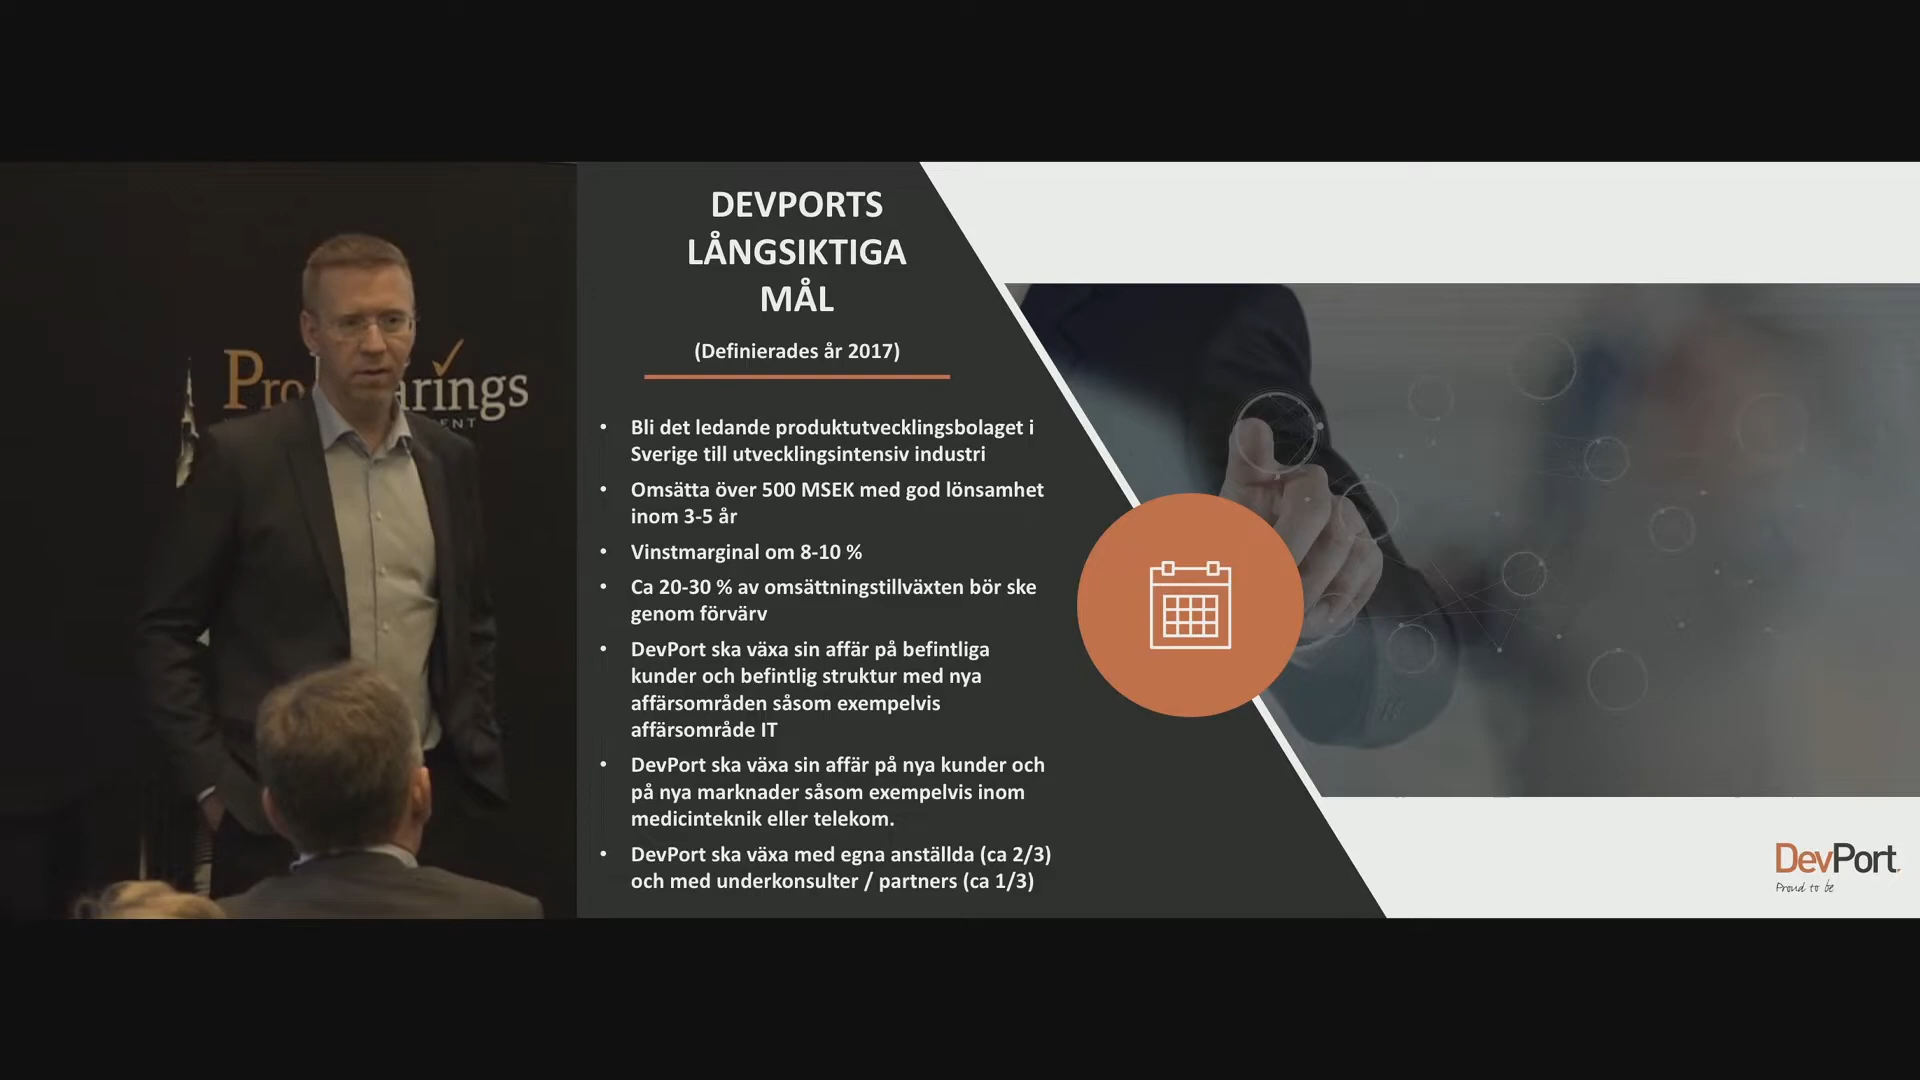 DEVPORTS
LÅNGSIKTIGA
MÅL
(Definierades år 2017)
• Bli det ledande produktutvecklingsbolaget i
Sverige till utvecklingsintensiv industri
• Omsätta över 500 MSEK med god lönsamhet
inom 3-5 år
• Vinstmarginal om 8-10 %
• Ca 20-30 % av omsättningstillväxten bör ske
genom förvärv
• DevPort ska växa sin affär på befintliga
kunder och befintlig struktur med nya
affärsområden såsom exempelvis
affärsområde IT
• DevPort ska växa sin affär på nya kunder och
på nya marknader såsom exempelvis inom
medicinteknik eller telekom.
• DevPort ska växa med egna anställda (ca 2/3)
och med underkonsulter / partners (ca 1/3)
DevPort
Proud to be